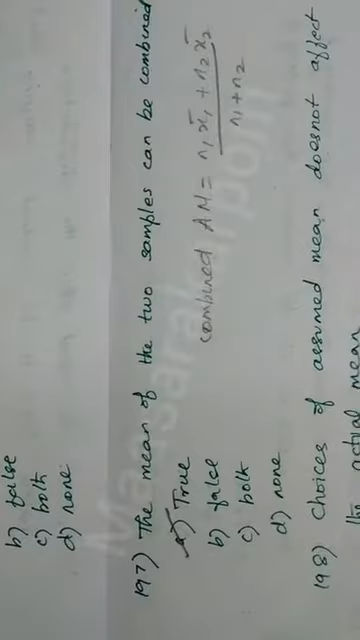 b) false
c) both
d) none
197) The mean of the two samples can be combined
a) True
combined AM = n1x̄1 + n2x̄2 / n1 + n2
b) false
c) both
d) none
198) choices of assumed mean doesnot affect
the actual mean